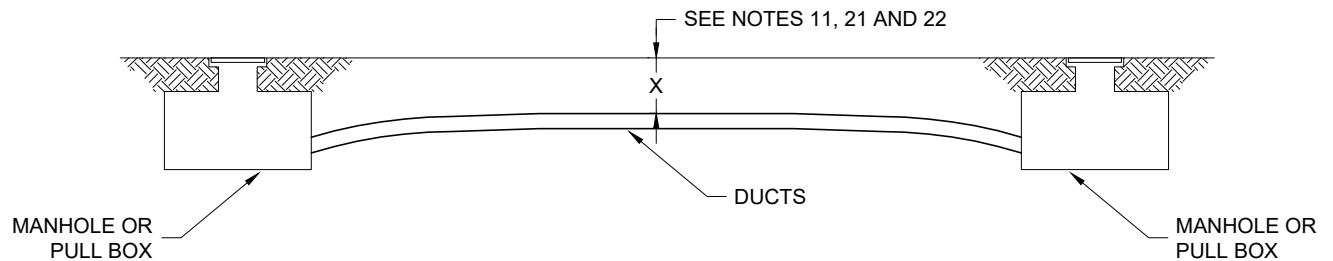 SEE NOTES 11, 21 AND 22
X
DUCTS
MANHOLE OR
PULL BOX
MANHOLE OR
PULL BOX